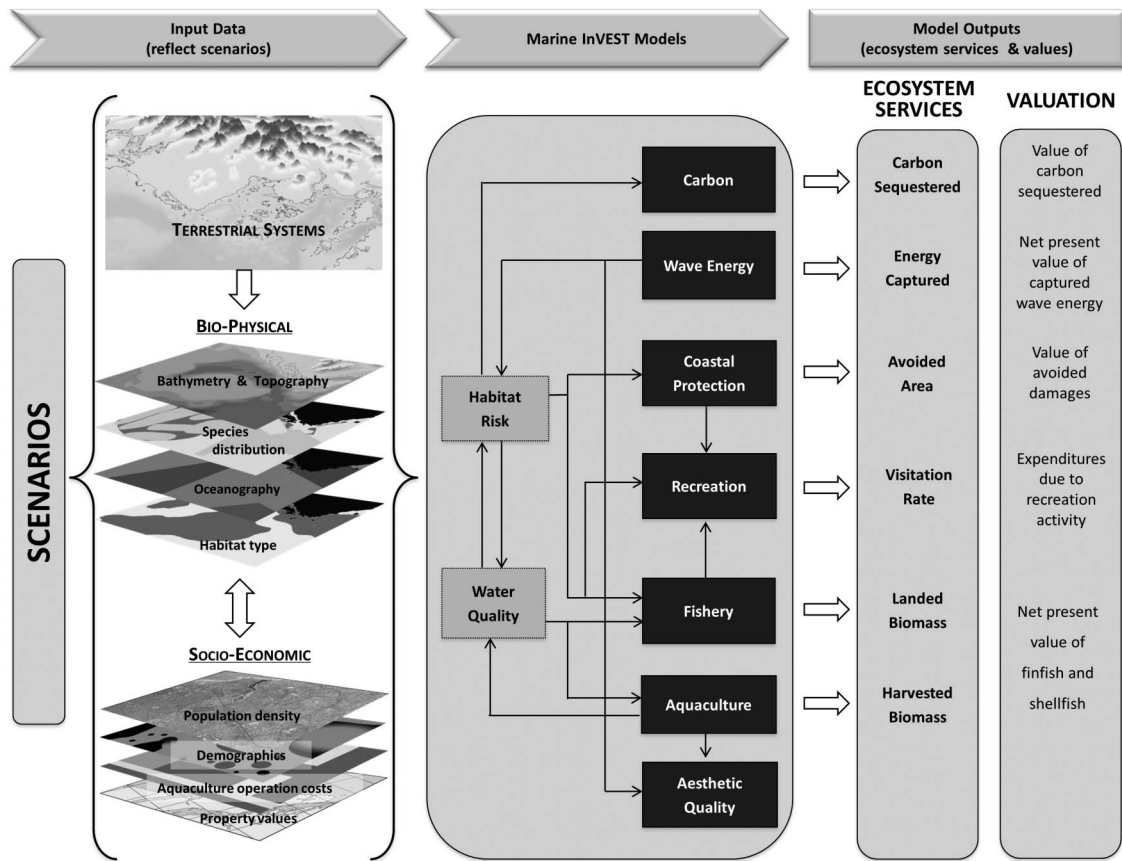 Input Data
(reflect scenarios)
Marine InVEST Models
Model Outputs
(ecosystem services & values)
ECOSYSTEM
SERVICES
VALUATION
SCENARIOS
TERRESTRIAL SYSTEMS
BIO-PHYSICAL
Bathymetry & Topography
Species
distribution
Oceanography
Habitat type
SOCIO-ECONOMIC
Population density
Demographics
Aquaculture operation costs
Property values
Habitat
Risk
Water
Quality
Carbon
Wave Energy
Coastal
Protection
Recreation
Fishery
Aquaculture
Aesthetic
Quality
Carbon
Sequestered
Energy
Captured
Avoided
Area
Visitation
Rate
Landed
Biomass
Harvested
Biomass
Value of
carbon
sequestered
Net present
value of
captured
wave energy
Value of
avoided
damages
Expenditures
due to
recreation
activity
Net present
value of
finfish and
shellfish